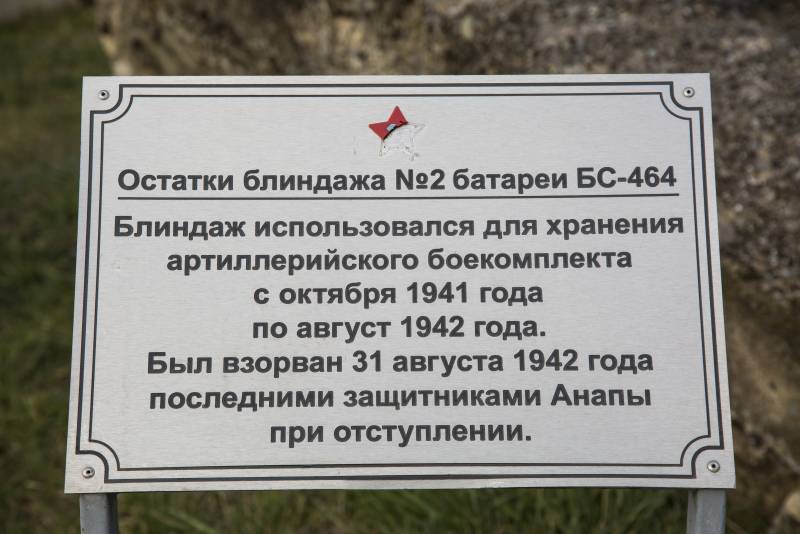 Остатки блиндажа №2 батареи БС-464
Блиндаж использовался для хранения
артиллерийского боекомплекта
с октября 1941 года
по август 1942 года.
Был взорван 31 августа 1942 года
последними защитниками Анапы
при отступлении.